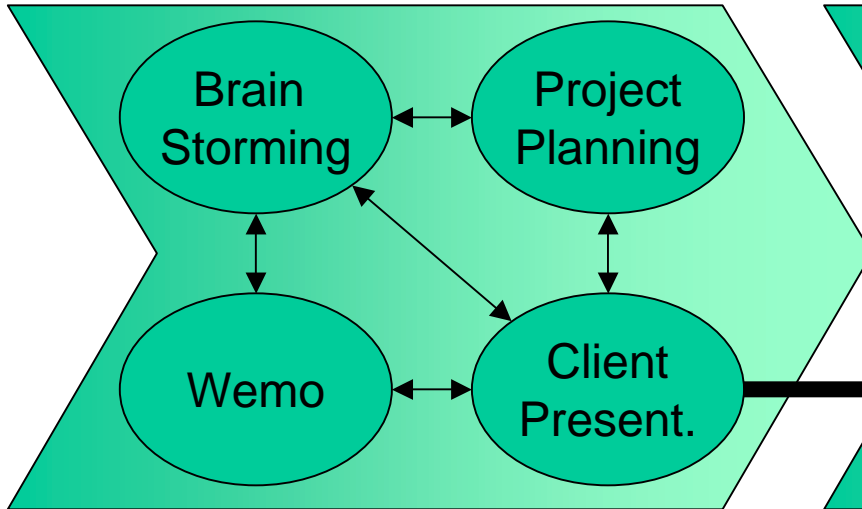 Brain
Storming
Project
Planning
Wemo
Client
Present.